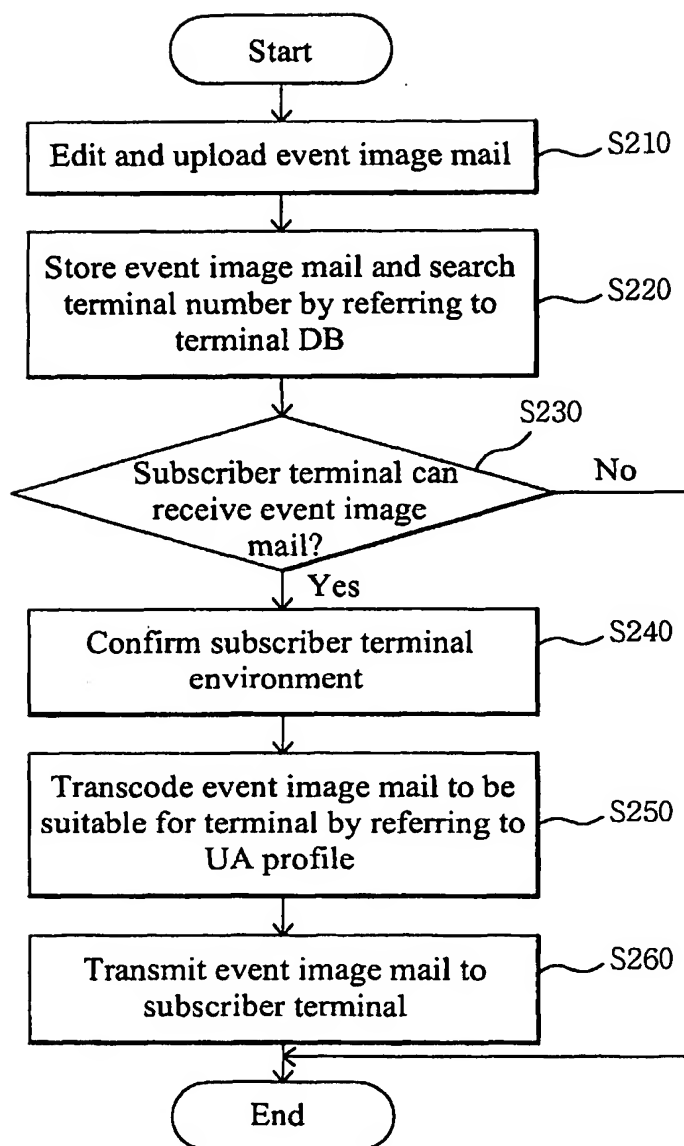 Start
Edit and upload event image mail
S210
Store event image mail and search
terminal number by referring to
terminal DB
S220
S230
Subscriber terminal can
receive event image
mail?
No
Yes
Confirm subscriber terminal
environment
S240
Transcode event image mail to be
suitable for terminal by referring to
UA profile
S250
Transmit event image mail to
subscriber terminal
S260
End